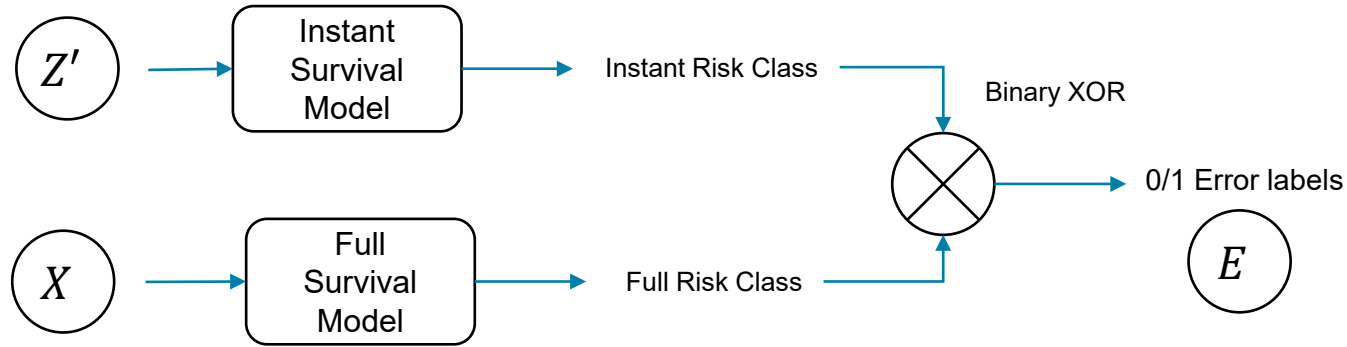 Z′
Instant
Survival
Model
Instant Risk Class
Binary XOR
0/1 Error labels
E
X
Full
Survival
Model
Full Risk Class